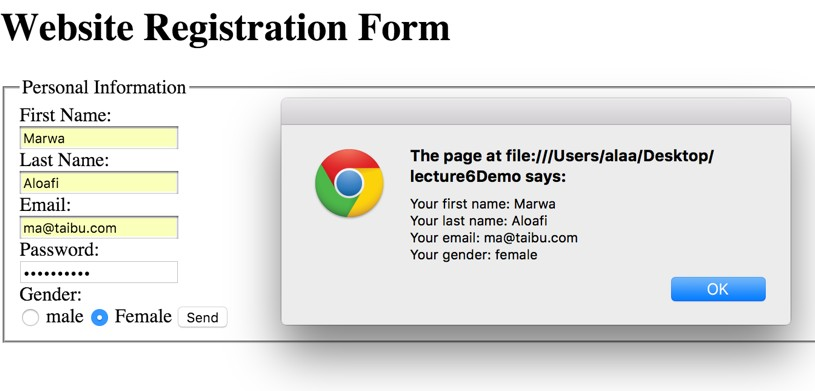 Website Registration Form
Personal Information
First Name:
Marwa
Last Name:
Aloafi
Email:
ma@taibu.com
Password:
••••••••••
Gender:
male Female Send
The page at file:///Users/alaa/Desktop/
lecture6Demo says:
Your first name: Marwa
Your last name: Aloafi
Your email: ma@taibu.com
Your gender: female
OK